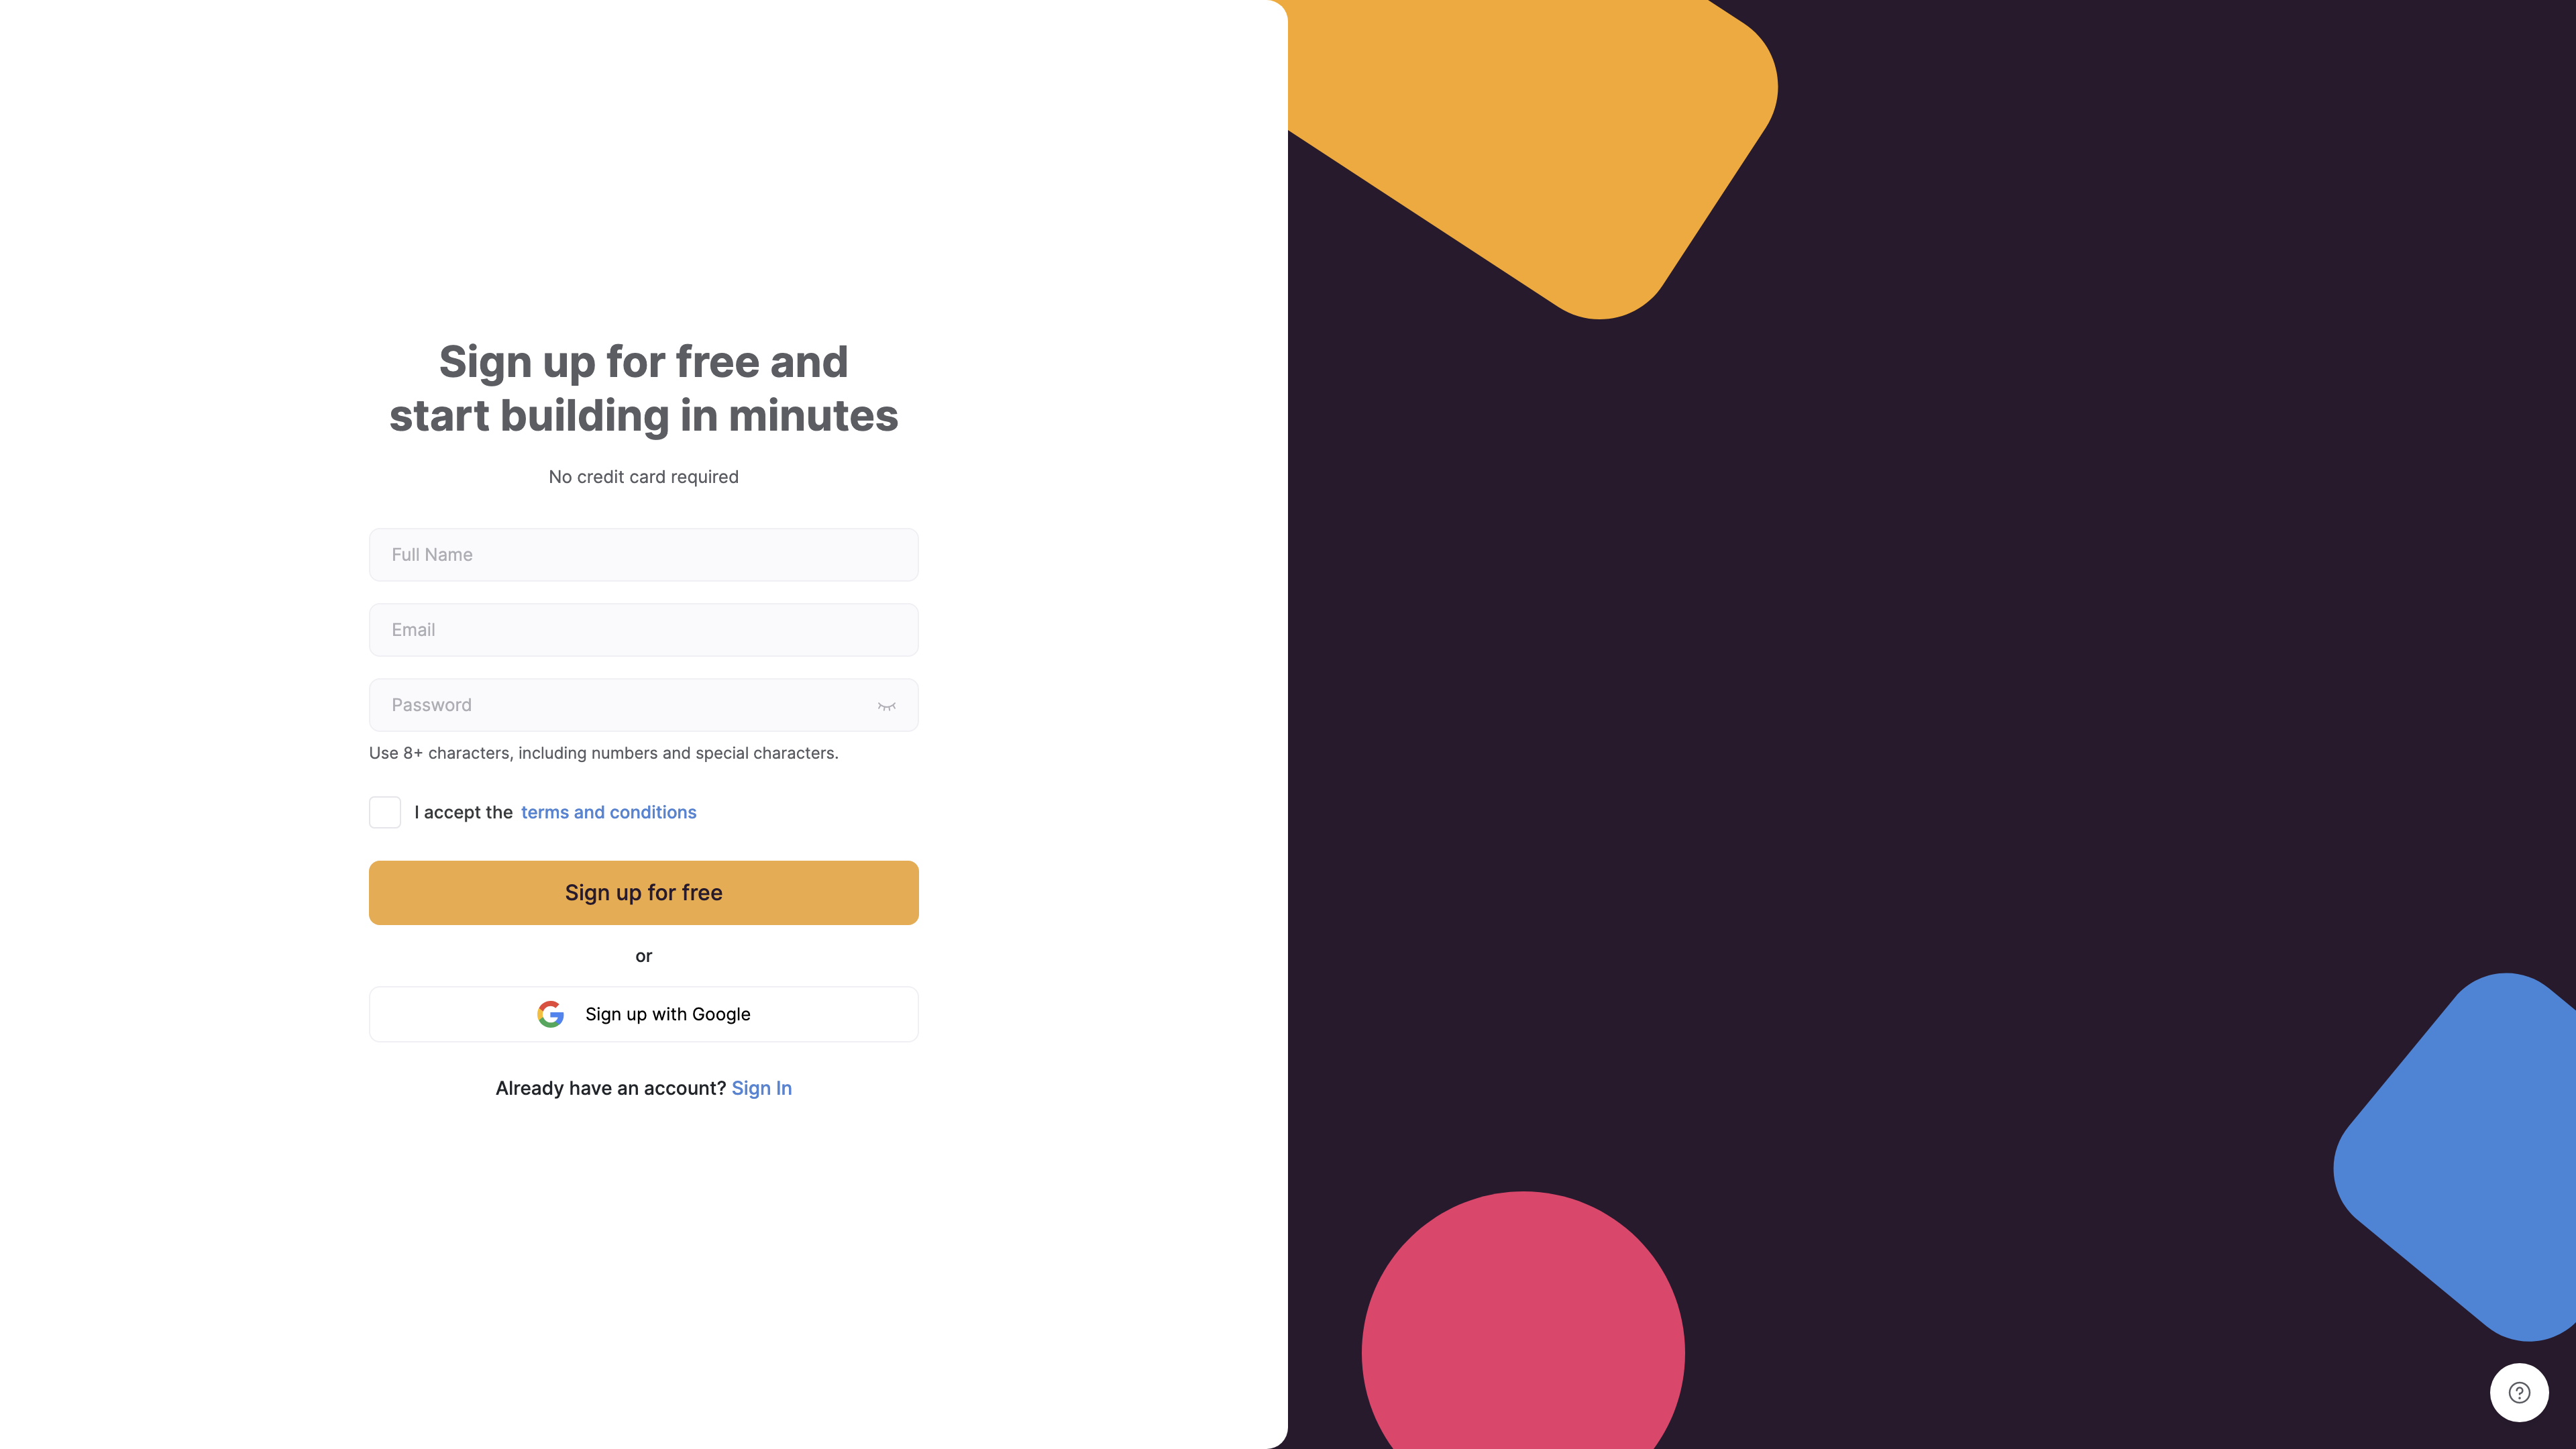 Sign up for free and
start building in minutes
No credit card required
Full Name
Email
Password
Use 8+ characters, including numbers and special characters.
I accept the terms and conditions
Sign up for free
or
Sign up with Google
Already have an account? Sign In